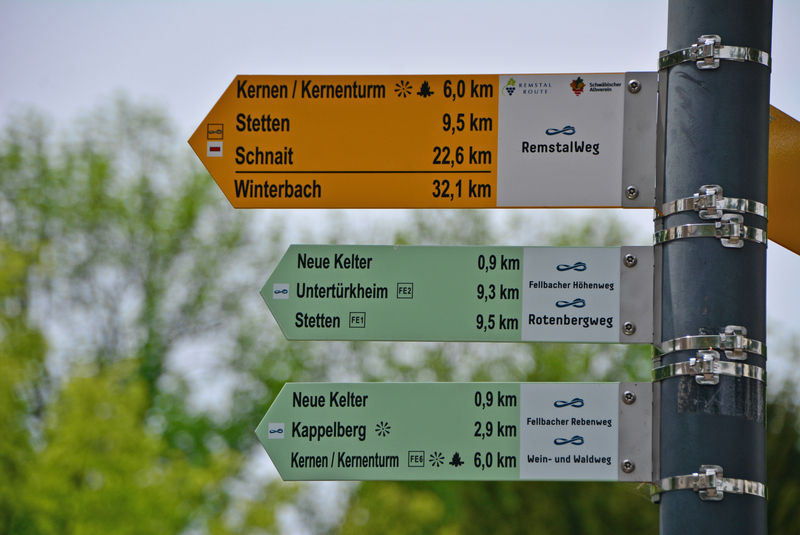 Kernen / Kernenturm 6,0 km
REMSTAL ROUTE
Schwäbischer Albverein
Stetten 9,5 km
Schnait 22,6 km
RemstalWeg
Winterbach 32,1 km
Neue Kelter 0,9 km
Untertürkheim FE2 9,3 km
Stetten FE1 9,5 km
Fellbacher Höhenweg
Rotenbergweg
Neue Kelter 0,9 km
Kappelberg 2,9 km
Kernen / Kernenturm FE6 6,0 km
Fellbacher Rebenweg
Wein- und Waldweg